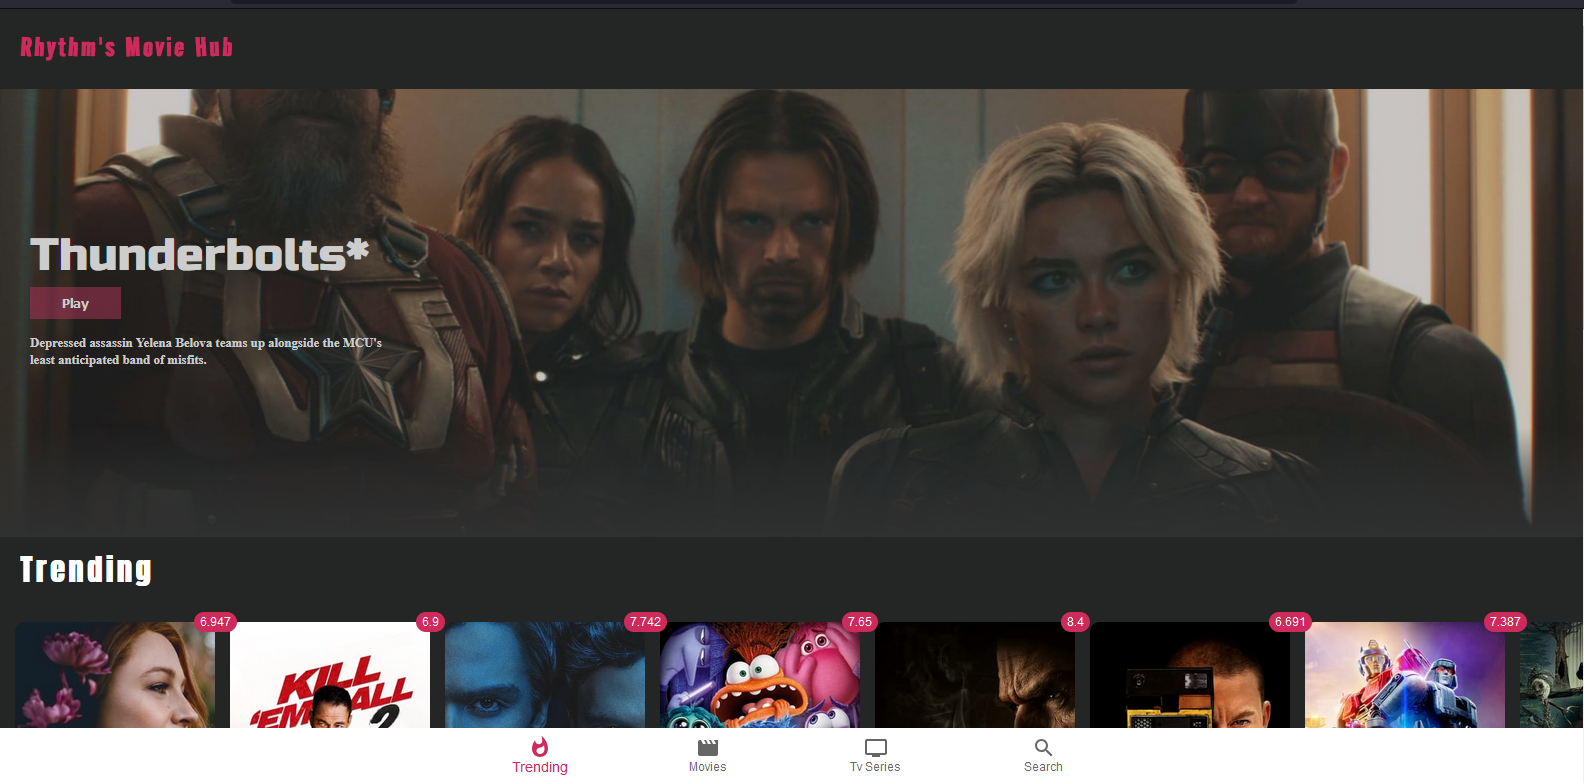 Rhythm's Movie Hub
Thunderbolts*
Play
Depressed assassin Yelena Belova teams up alongside the MCU's
least anticipated band of misfits.
Trending
6.947
6.9
7.742
7.65
8.4
6.691
7.387
KILL
'EM ALL
2
Trending
Movies
Tv Series
Search